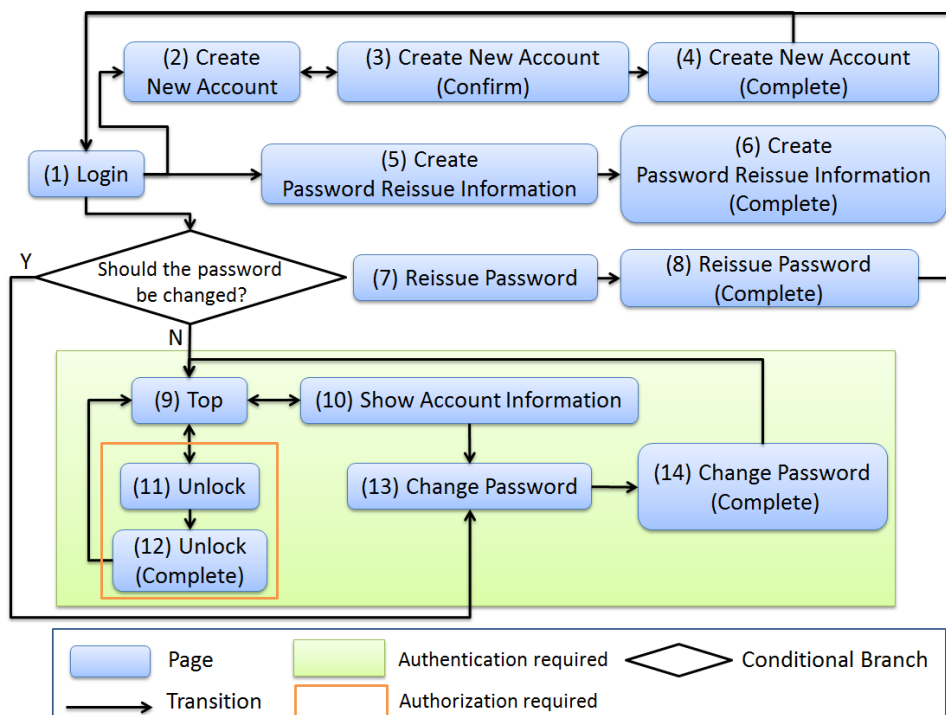 (2) Create
New Account
(3) Create New Account
(Confirm)
(4) Create New Account
(Complete)
(1) Login
(5) Create
Password Reissue Information
(6) Create
Password Reissue Information
(Complete)
Y
Should the password
be changed?
(7) Reissue Password
(8) Reissue Password
(Complete)
N
(9) Top
(10) Show Account Information
(11) Unlock
(13) Change Password
(14) Change Password
(Complete)
(12) Unlock
(Complete)
Page
Authentication required
Conditional Branch
Transition
Authorization required